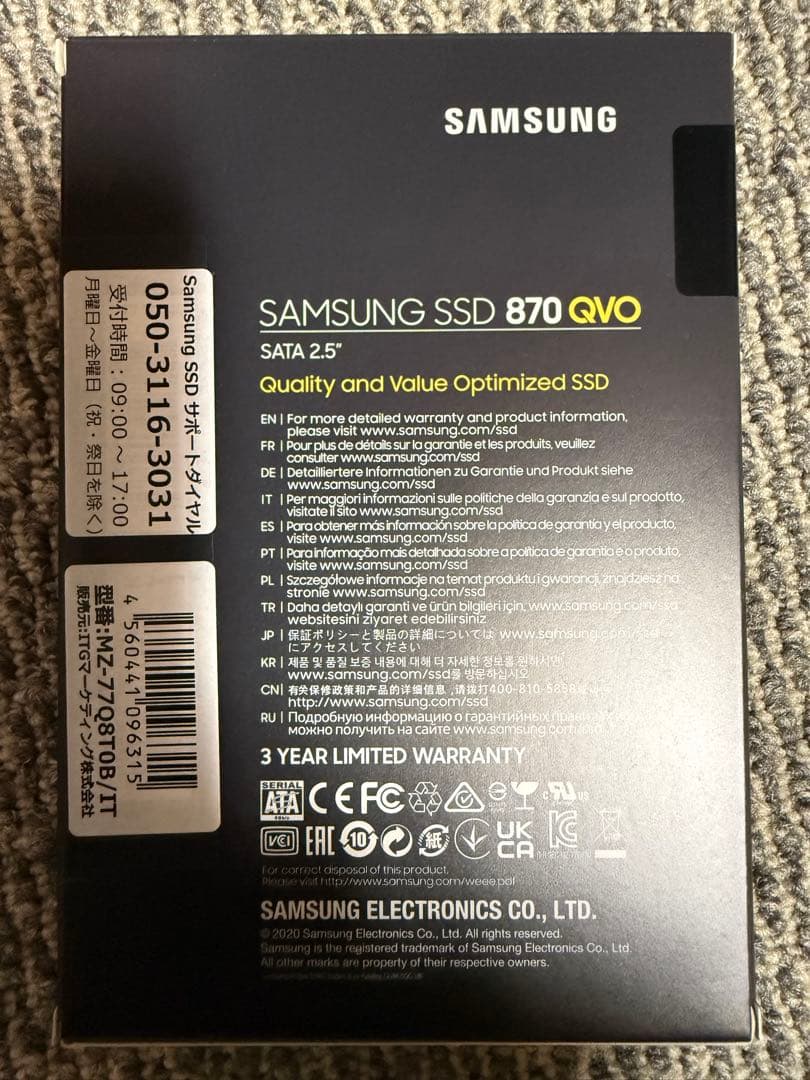 SAMSUNG
SAMSUNG SSD 870 QVO
SATA 2.5"
Quality and Value Optimized SSD
EN | For more detailed warranty and product information,
please visit www.samsung.com/ssd
FR | Pour plus de détails sur la garantie et les produits, veuillez
consulter www.samsung.com/ssd
DE | Detailliertere Informationen zu Garantie und Produkt siehe
www.samsung.com/ssd
IT | Per maggiori informazioni sulle politiche della garanzia e sul prodotto,
visitate il sito www.samsung.com/ssd
ES | Para obtener más información sobre la política de garantía y el producto,
visite www.samsung.com/ssd
PT | Para informação mais detalhada sobre a política de garantia e o produto,
visite www.samsung.com/ssd
PL | Szczegółowe informacje na temat produktu i gwarancji, znajdziesz na
stronie www.samsung.com/ssd
TR | Daha detaylı garanti ve ürün bilgileri için, www.samsung.com/ssd
websitesini ziyaret edebilirsiniz
JP | 保証ポリシーと製品の詳細については www.samsung.com/ssd
にアクセスしてください
KR | 제품 및 품질 보증 내용에 대해 더 자세한 정보를 원하시면,
www.samsung.com/ssd를 방문하십시오
CN | 有关保修政策和产品的详细信息,请拨打400-810-5858或
http://www.samsung.com/ssd
RU | Подробную информацию о гарантийных
можно получить на сайте www.samsung.com/ssd
3 YEAR LIMITED WARRANTY
SERIAL
ATA
6Gb/s
CE FC
c RU us
VCI EAC 10 紙 UK
CA
For correct disposal of this product,
Please visit http://www.samsung.com/weee.pol
SAMSUNG ELECTRONICS CO., LTD.
© 2020 Samsung Electronics Co., Ltd. All rights reserved.
Samsung is the registered trademark of Samsung Electronics Co., Ltd.
All other marks are property of their respective owners.
Samsung SSD サポートダイヤル
050-3116-3031
受付時間:09:00 ~ 17:00
月曜日~金曜日(祝・祭日を除く)
4 560441 096315
型番:MZ-77Q8T0B/IT
販売元:ITGマーケティング株式会社